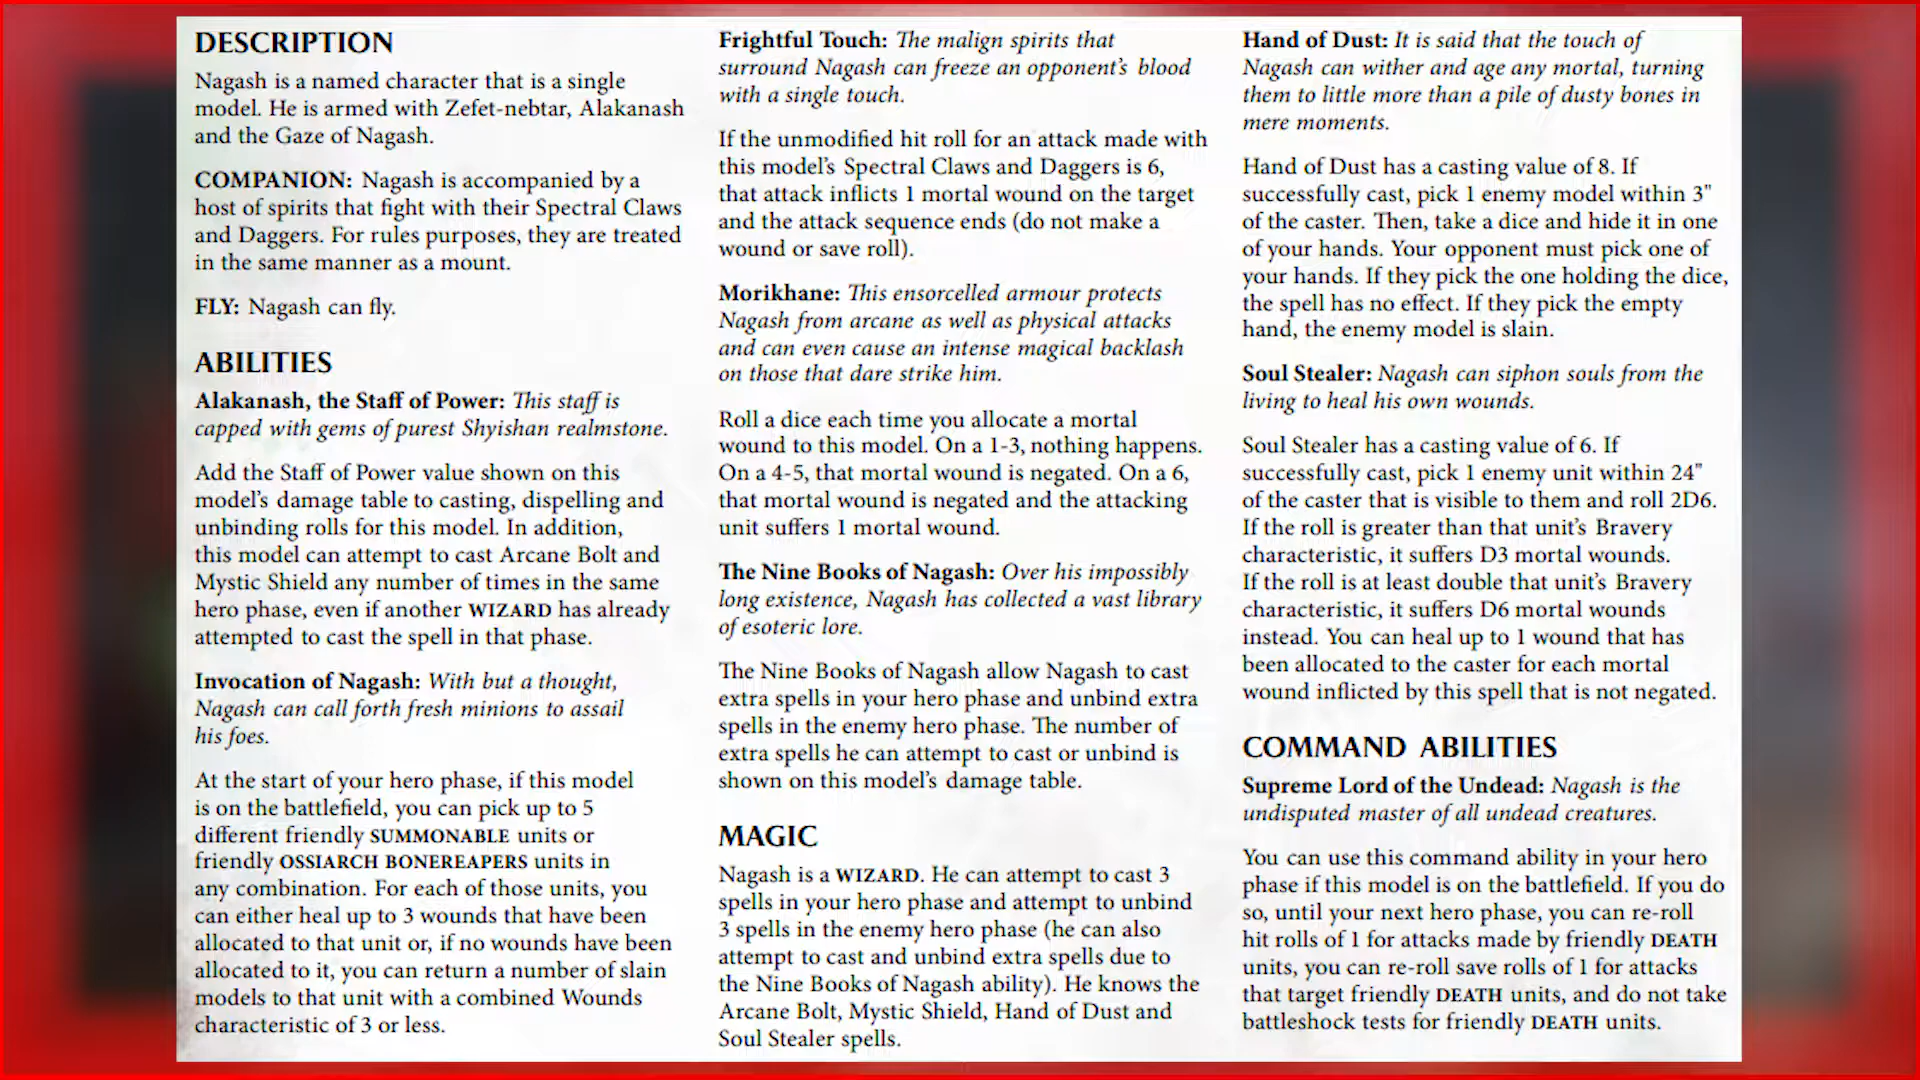 DESCRIPTION
Nagash is a named character that is a single
model. He is armed with Zefet-nebtar, Alakanash
and the Gaze of Nagash.
COMPANION: Nagash is accompanied by a
host of spirits that fight with their Spectral Claws
and Daggers. For rules purposes, they are treated
in the same manner as a mount.
FLY: Nagash can fly.
ABILITIES
Alakanash, the Staff of Power: This staff is
capped with gems of purest Shyishan realmstone.
Add the Staff of Power value shown on this
model's damage table to casting, dispelling and
unbinding rolls for this model. In addition,
this model can attempt to cast Arcane Bolt and
Mystic Shield any number of times in the same
hero phase, even if another WIZARD has already
attempted to cast the spell in that phase.
Invocation of Nagash: With but a thought,
Nagash can call forth fresh minions to assail
his foes.
At the start of your hero phase, if this model
is on the battlefield, you can pick up to 5
different friendly SUMMONABLE units or
friendly OSSIARCH BONEREAPERS units in
any combination. For each of those units, you
can either heal up to 3 wounds that have been
allocated to that unit or, if no wounds have been
allocated to it, you can return a number of slain
models to that unit with a combined Wounds
characteristic of 3 or less.
Frightful Touch: The malign spirits that
surround Nagash can freeze an opponent's blood
with a single touch.
If the unmodified hit roll for an attack made with
this model's Spectral Claws and Daggers is 6,
that attack inflicts 1 mortal wound on the target
and the attack sequence ends (do not make a
wound or save roll).
Morikhane: This ensorcelled armour protects
Nagash from arcane as well as physical attacks
and can even cause an intense magical backlash
on those that dare strike him.
Roll a dice each time you allocate a mortal
wound to this model. On a 1-3, nothing happens.
On a 4-5, that mortal wound is negated. On a 6,
that mortal wound is negated and the attacking
unit suffers 1 mortal wound.
The Nine Books of Nagash: Over his impossibly
long existence, Nagash has collected a vast library
of esoteric lore.
The Nine Books of Nagash allow Nagash to cast
extra spells in your hero phase and unbind extra
spells in the enemy hero phase. The number of
extra spells he can attempt to cast or unbind is
shown on this model's damage table.
MAGIC
Nagash is a WIZARD. He can attempt to cast 3
spells in your hero phase and attempt to unbind
3 spells in the enemy hero phase (he can also
attempt to cast and unbind extra spells due to
the Nine Books of Nagash ability). He knows the
Arcane Bolt, Mystic Shield, Hand of Dust and
Soul Stealer spells.
Hand of Dust: It is said that the touch of
Nagash can wither and age any mortal, turning
them to little more than a pile of dusty bones in
mere moments.
Hand of Dust has a casting value of 8. If
successfully cast, pick 1 enemy model within 3"
of the caster. Then, take a dice and hide it in one
of your hands. Your opponent must pick one of
your hands. If they pick the one holding the dice,
the spell has no effect. If they pick the empty
hand, the enemy model is slain.
Soul Stealer: Nagash can siphon souls from the
living to heal his own wounds.
Soul Stealer has a casting value of 6. If
successfully cast, pick 1 enemy unit within 24"
of the caster that is visible to them and roll 2D6.
If the roll is greater than that unit's Bravery
characteristic, it suffers D3 mortal wounds.
If the roll is at least double that unit's Bravery
characteristic, it suffers D6 mortal wounds
instead. You can heal up to 1 wound that has
been allocated to the caster for each mortal
wound inflicted by this spell that is not negated.
COMMAND ABILITIES
Supreme Lord of the Undead: Nagash is the
undisputed master of all undead creatures.
You can use this command ability in your hero
phase if this model is on the battlefield. If you do
so, until your next hero phase, you can re-roll
hit rolls of 1 for attacks made by friendly DEATH
units, you can re-roll save rolls of 1 for attacks
that target friendly DEATH units, and do not take
battleshock tests for friendly DEATH units.